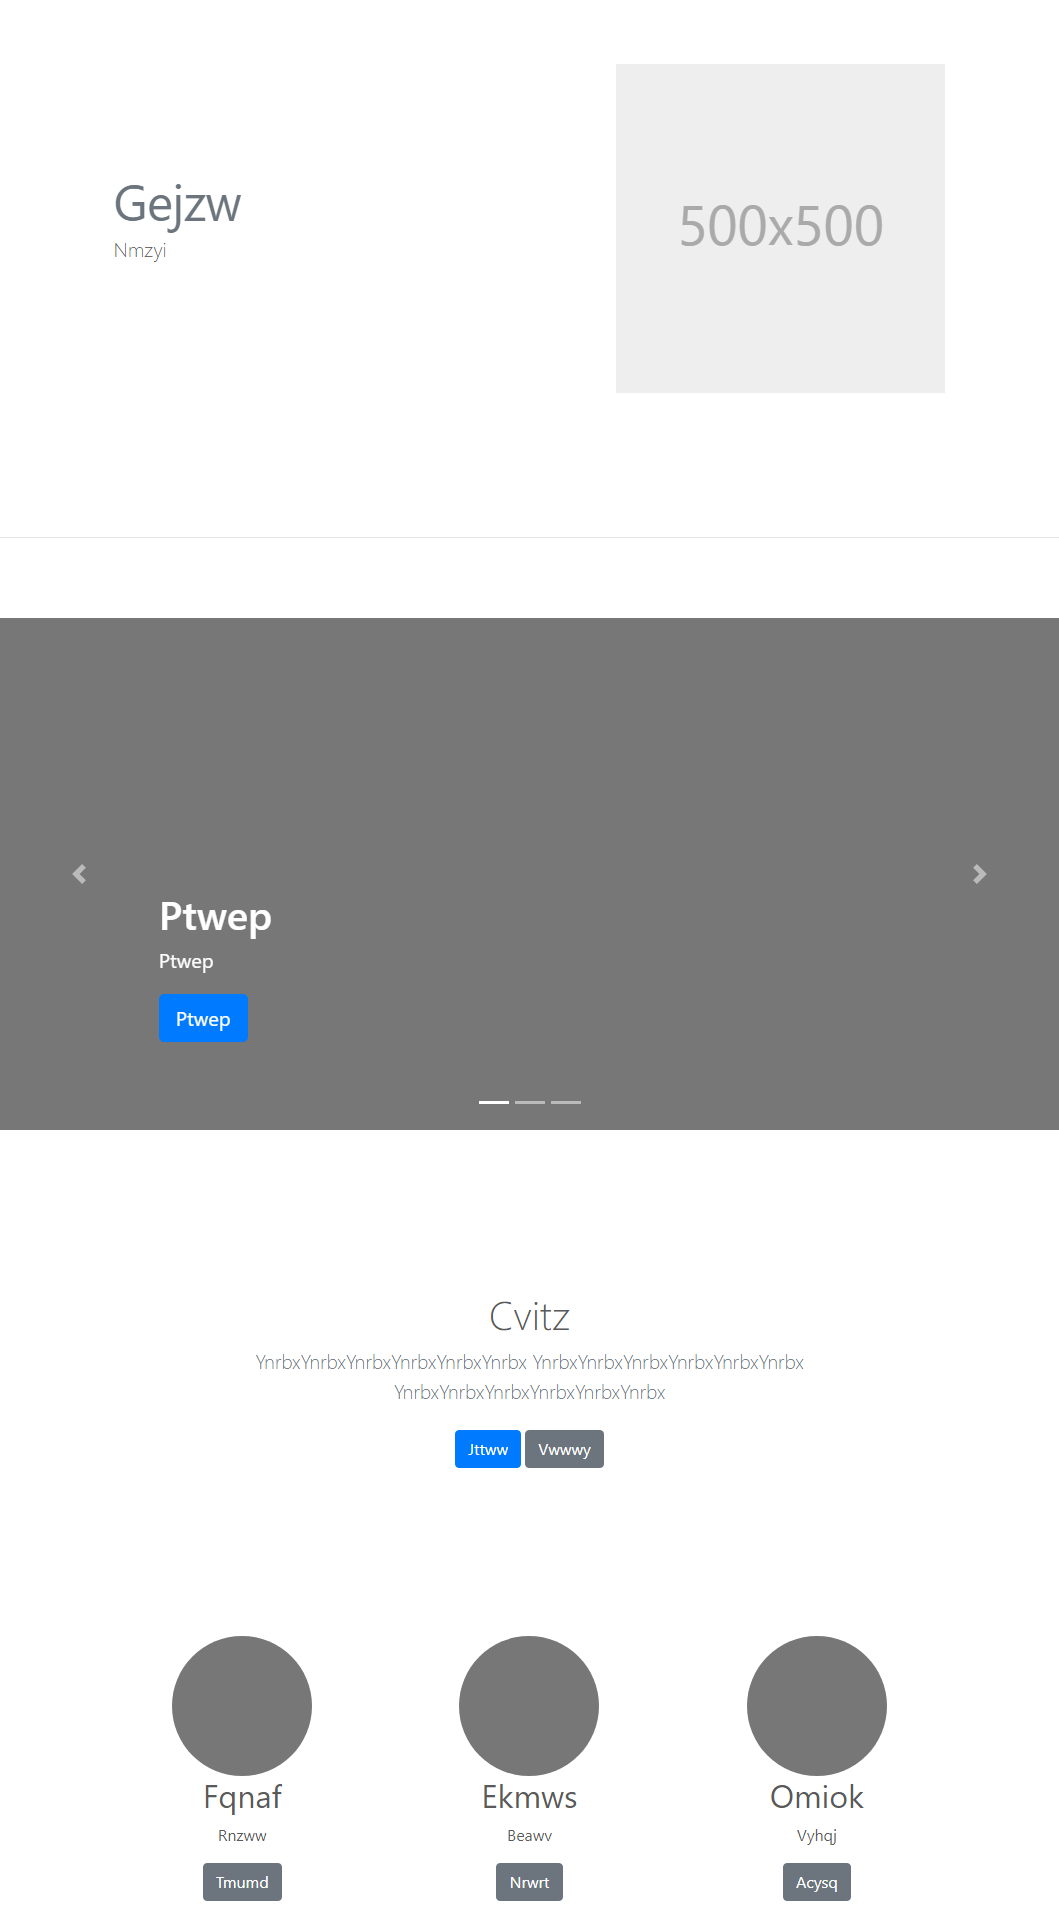 Gejzw
Nmzyi
500x500
Ptwep
Ptwep
Ptwep
Cvitz
YnrbxYnrbxYnrbxYnrbxYnrbxYnrbx YnrbxYnrbxYnrbxYnrbxYnrbxYnrbx
YnrbxYnrbxYnrbxYnrbxYnrbxYnrbx
Jttww Vwwwy
Fqnaf Ekmws Omiok
Rnzww Beawv Vyhqj
Tmumd Nrwrt Acysq